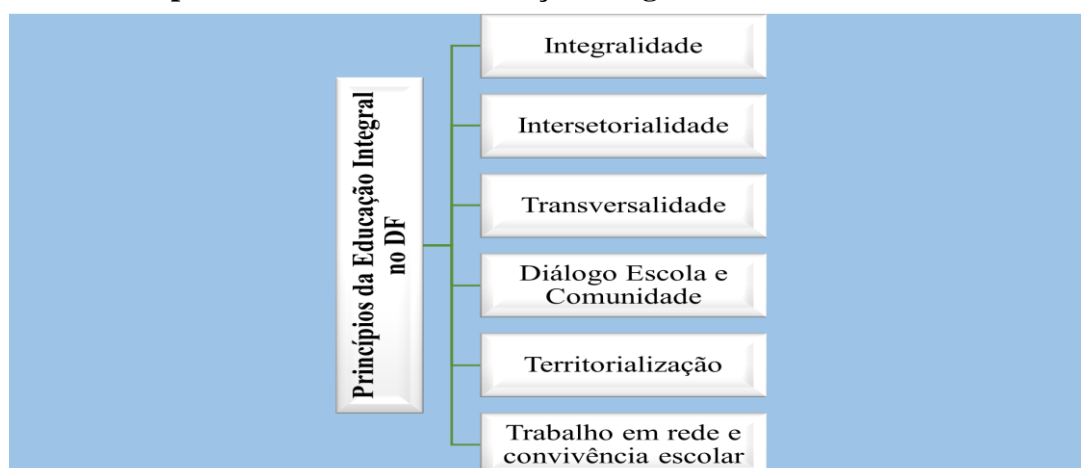 Princípios da Educação Integral
no DF
Integralidade
Intersetorialidade
Transversalidade
Diálogo Escola e
Comunidade
Territorialização
Trabalho em rede e
convivência escolar